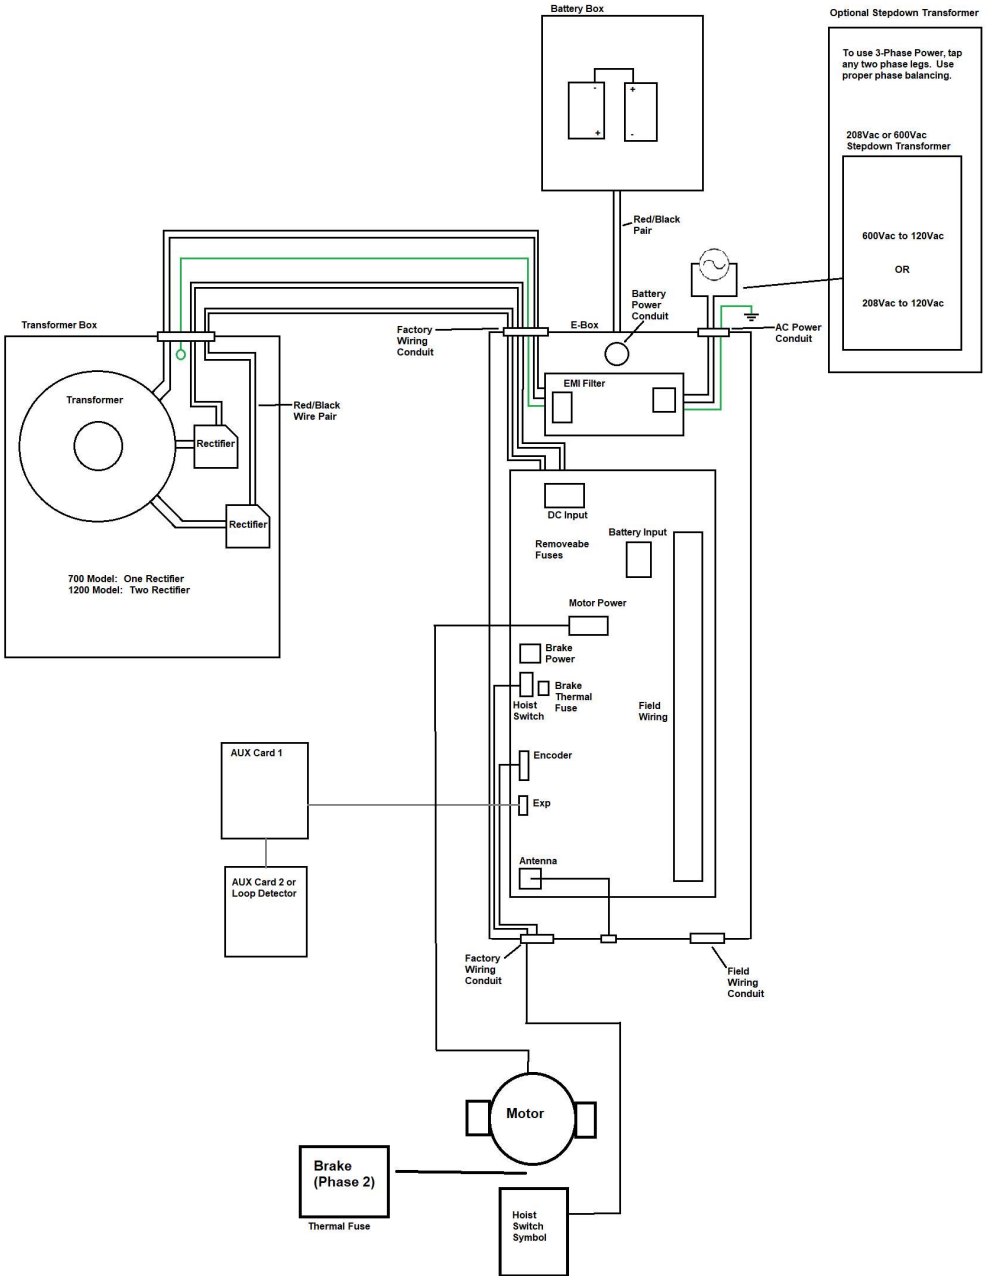 Battery Box
Optional Stepdown Transformer
To use 3-Phase Power, tap
any two phase legs. Use
proper phase balancing.
-
+
+
-
208Vac or 600Vac
Stepdown Transformer
600Vac to 120Vac
OR
208Vac to 120Vac
Red/Black
Pair
Battery
Power
Conduit
Transformer Box
Factory
Wiring
Conduit
E-Box
AC Power
Conduit
EMI Filter
Transformer
Red/Black
Wire Pair
Rectifier
Rectifier
DC Input
Battery Input
Removeabe
Fuses
700 Model: One Rectifier
1200 Model: Two Rectifier
Motor Power
Brake
Power
Brake
Thermal
Fuse
Hoist
Switch
Field
Wiring
AUX Card 1
Encoder
Exp
Antenna
AUX Card 2 or
Loop Detector
Factory
Wiring
Conduit
Field
Wiring
Conduit
Motor
Brake
(Phase 2)
Thermal Fuse
Hoist
Switch
Symbol